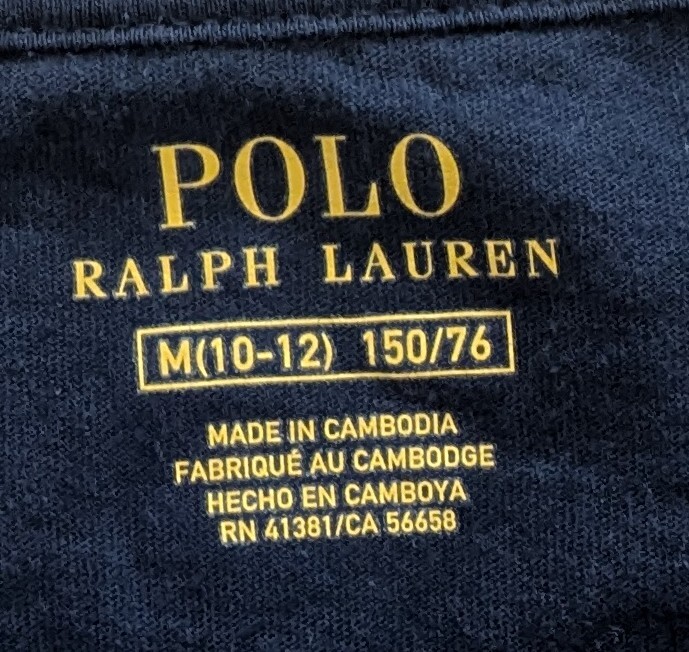 POLO
RALPH LAUREN
M(10-12) 150/76
MADE IN CAMBODIA
FABRIQUÉ AU CAMBODGE
HECHO EN CAMBOYA
RN 41381/CA 56658